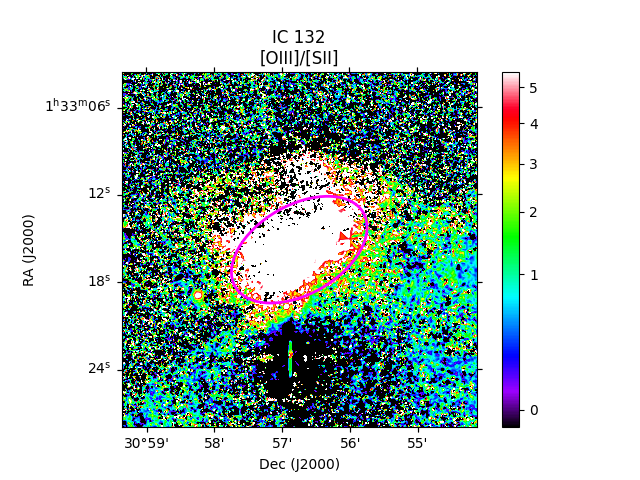 IC 132
[OIII]/[SII]
1ʰ33ᵐ06ˢ
12ˢ
18ˢ
24ˢ
RA (J2000)
30°59' 58' 57' 56' 55'
Dec (J2000)
5
4
3
2
1
0